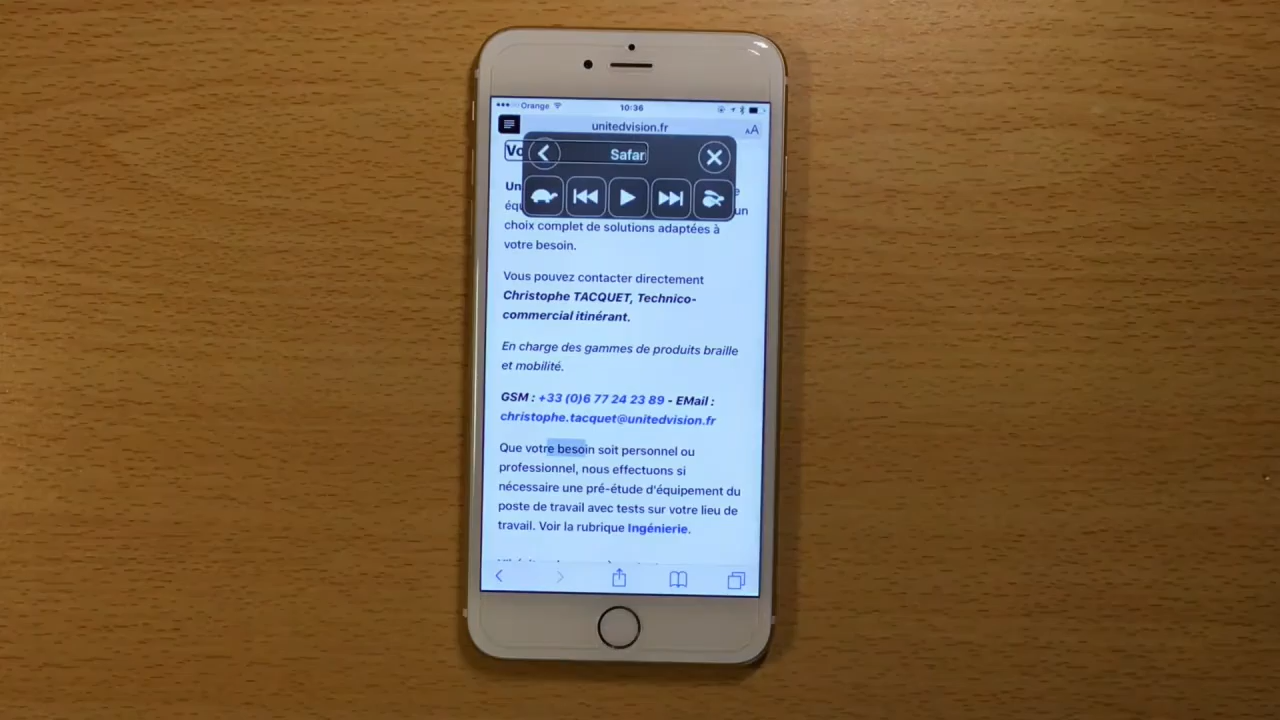 Orange
10:36
unitedvision.fr
AA
Vo
Safar
Un
e
équ
un
choix complet de solutions adaptées à
votre besoin.
Vous pouvez contacter directement
Christophe TACQUET, Technico-
commercial itinérant.
En charge des gammes de produits braille
et mobilité.
GSM : +33 (0)6 77 24 23 89 - EMail :
christophe.tacquet@unitedvision.fr
Que votre besoin soit personnel ou
professionnel, nous effectuons si
nécessaire une pré-étude d'équipement du
poste de travail avec tests sur votre lieu de
travail. Voir la rubrique Ingénierie.